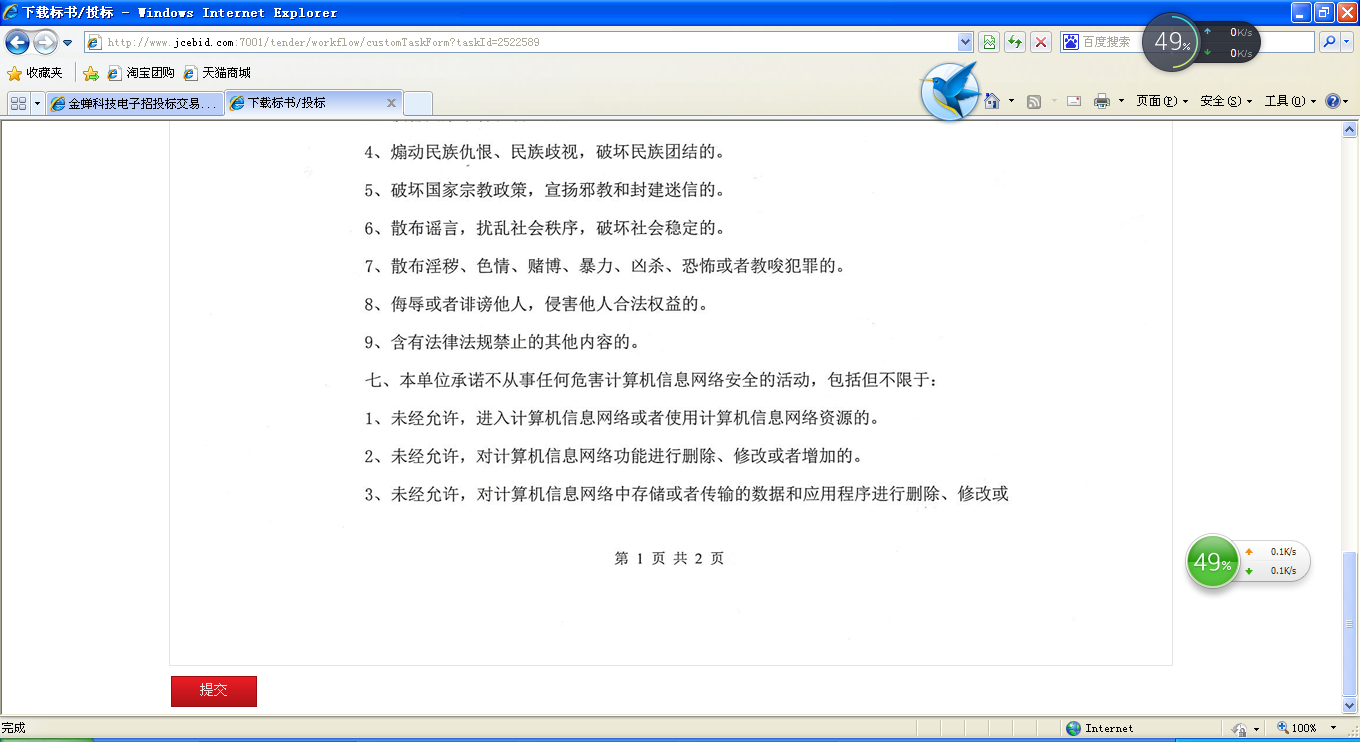 下载标书/投标 - Windows Internet Explorer
http://www.jcebid.com:7001/tender/workflow/customTaskForm?taskId=2522589
百度搜索
49%
0K/s
0K/s
收藏夹
淘宝团购
天猫商城
金蝉科技电子招投标交易...
下载标书/投标
页面(P)
安全(S)
工具(O)
4、煽动民族仇恨、民族歧视，破坏民族团结的。
5、破坏国家宗教政策，宣扬邪教和封建迷信的。
6、散布谣言，扰乱社会秩序，破坏社会稳定的。
7、散布淫秽、色情、赌博、暴力、凶杀、恐怖或者教唆犯罪的。
8、侮辱或者诽谤他人，侵害他人合法权益的。
9、含有法律法规禁止的其他内容的。
七、本单位承诺不从事任何危害计算机信息网络安全的活动，包括但不限于：
1、未经允许，进入计算机信息网络或者使用计算机信息网络资源的。
2、未经允许，对计算机信息网络功能进行删除、修改或者增加的。
3、未经允许，对计算机信息网络中存储或者传输的数据和应用程序进行删除、修改或
第 1 页 共 2 页
49%
0.1K/s
0.1K/s
提交
完成
Internet
100%